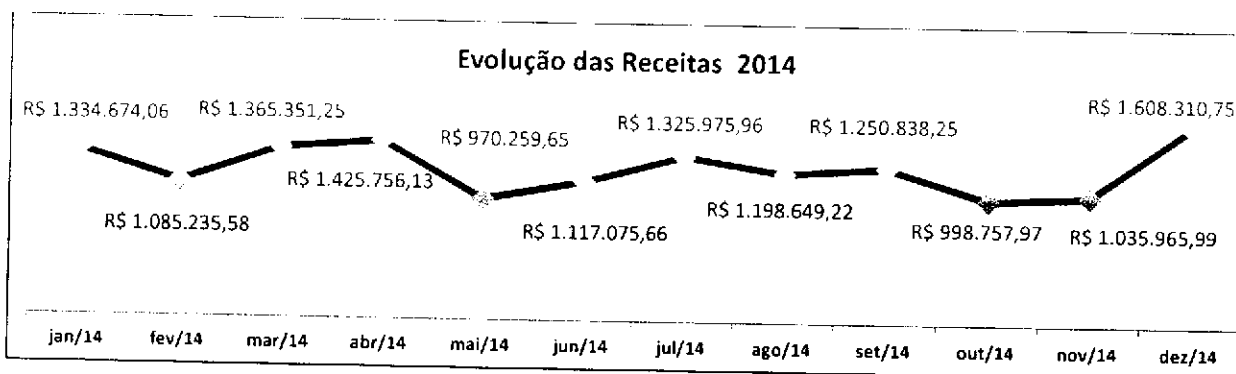 Evolução das Receitas 2014
R$ 1.334.674,06
R$ 1.365.351,25
R$ 970.259,65
R$ 1.325.975,96
R$ 1.250.838,25
R$ 1.608.310,75
R$ 1.085.235,58
R$ 1.425.756,13
R$ 1.117.075,66
R$ 1.198.649,22
R$ 998.757,97
R$ 1.035.965,99
jan/14 fev/14 mar/14 abr/14 mai/14 jun/14 jul/14 ago/14 set/14 out/14 nov/14 dez/14